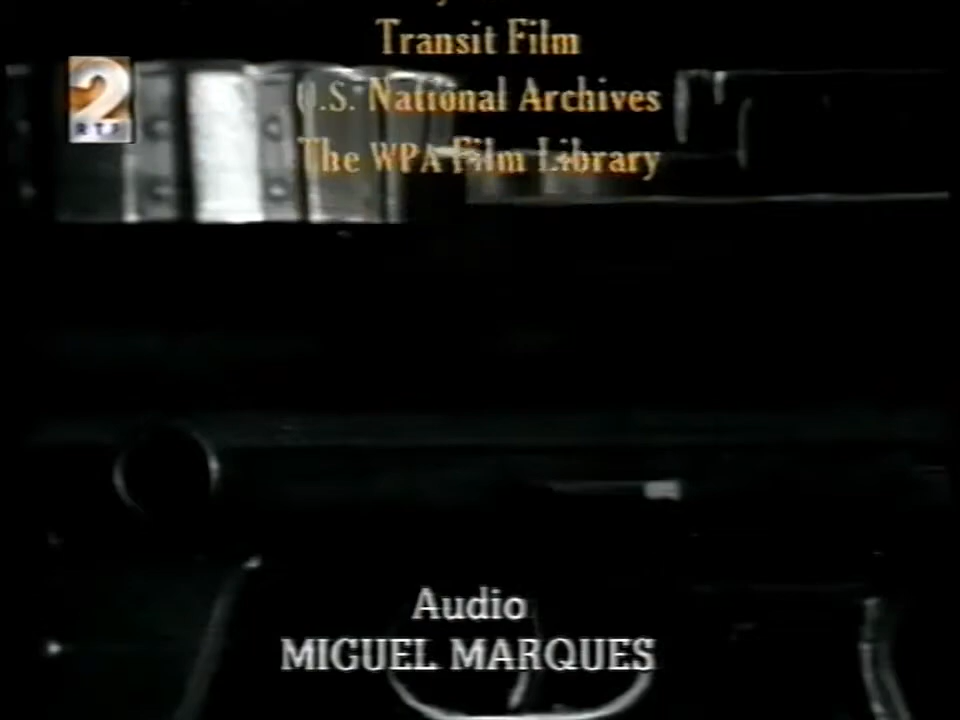 Transit Film
2
RTP
U.S. National Archives
The WPA Film Library
Audio
MIGUEL MARQUES